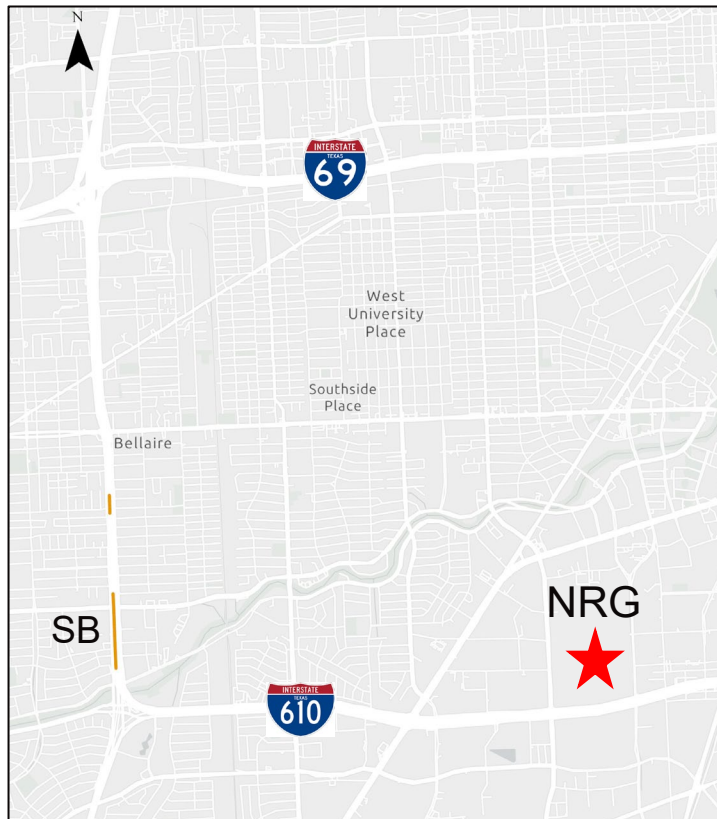 N
INTERSTATE
TEXAS
69
West
University
Place
Southside
Place
Bellaire
SB
NRG
INTERSTATE
TEXAS
610